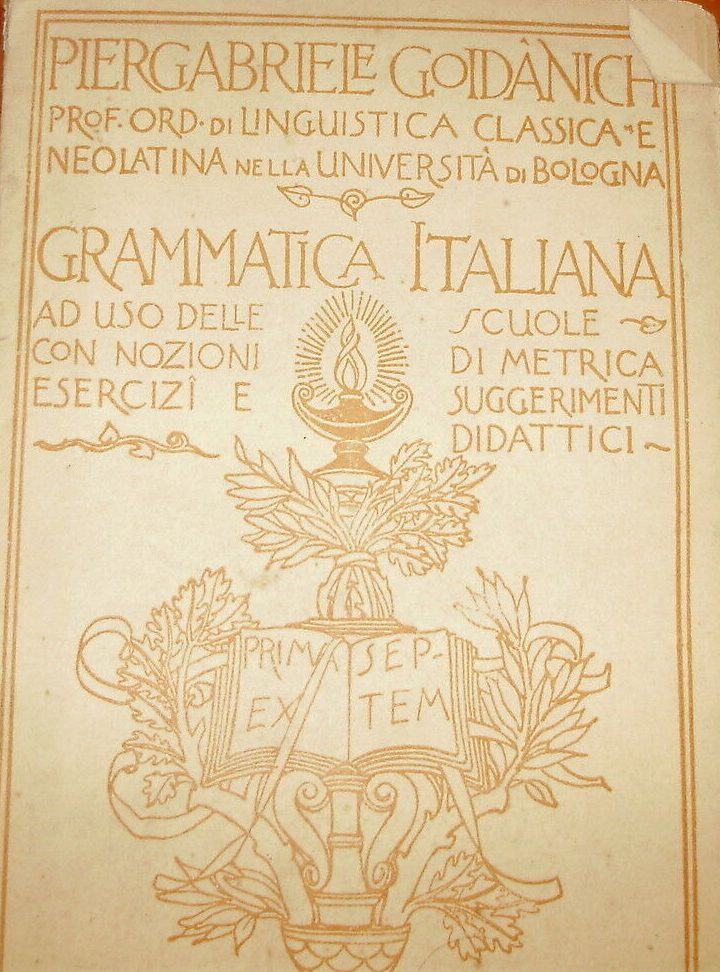 PIERGABRIELE GOIDÀNICH
PROF. ORD. DI LINGUISTICA CLASSICA E
NEOLATINA NELLA UNIVERSITÀ DI BOLOGNA
GRAMMATICA ITALIANA
AD USO DELLE SCUOLE
CON NOZIONI DI METRICA
ESERCIZÎ E SUGGERIMENTI
DIDATTICI
PRIMA SEP-
EX TEM